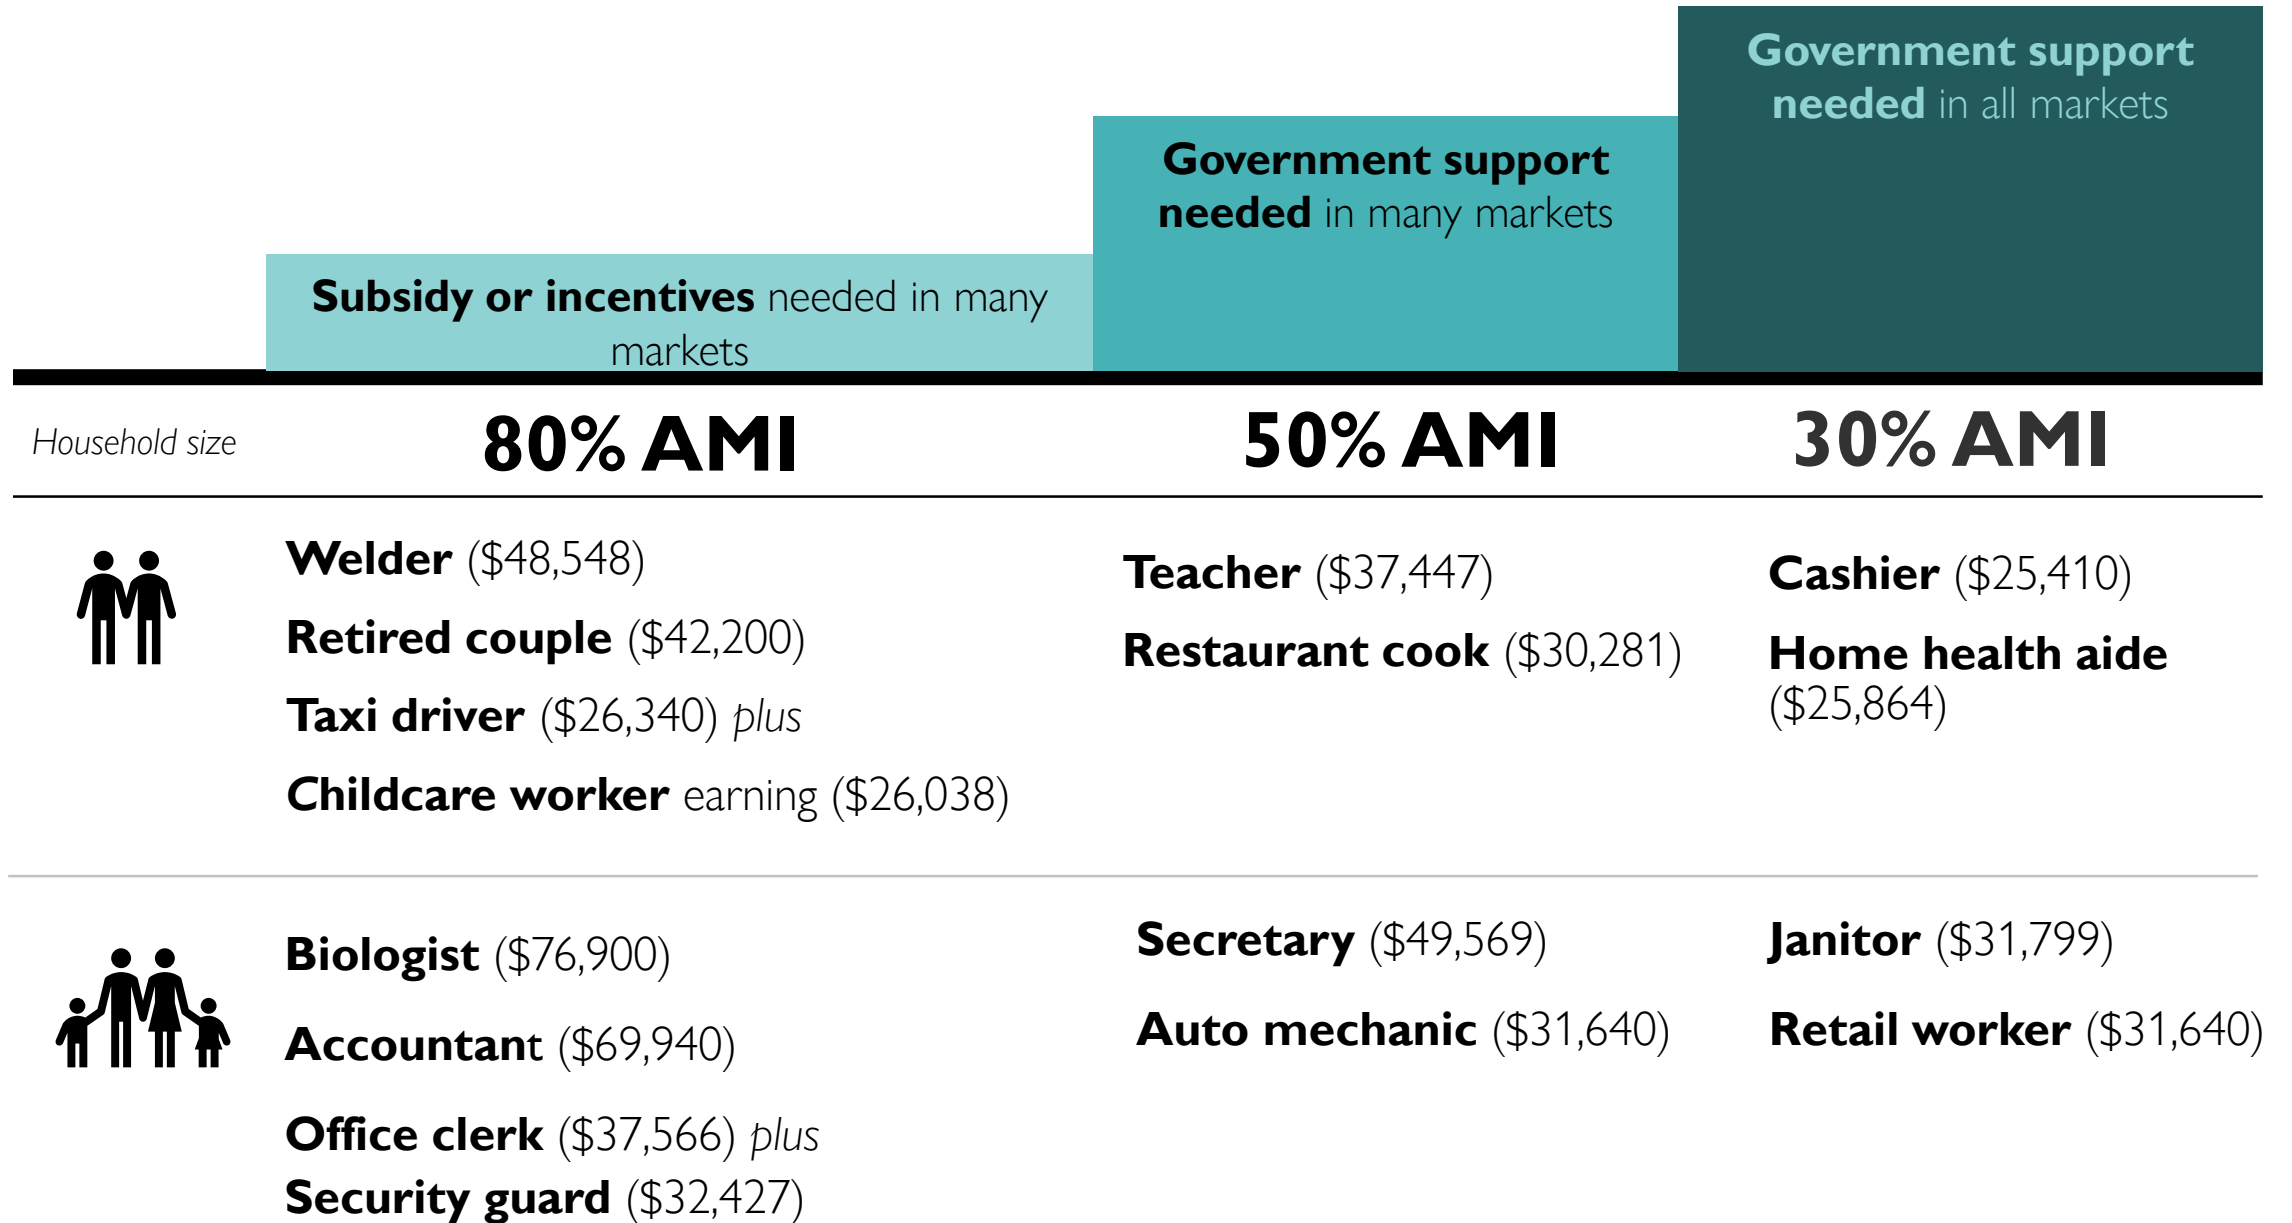 Government support
needed in all markets
Government support
needed in many markets
Subsidy or incentives needed in many
markets
Household size
80% AMI
50% AMI
30% AMI
Welder ($48,548)
Retired couple ($42,200)
Taxi driver ($26,340) plus
Childcare worker earning ($26,038)
Teacher ($37,447)
Restaurant cook ($30,281)
Cashier ($25,410)
Home health aide
($25,864)
Biologist ($76,900)
Accountant ($69,940)
Office clerk ($37,566) plus
Security guard ($32,427)
Secretary ($49,569)
Auto mechanic ($31,640)
Janitor ($31,799)
Retail worker ($31,640)